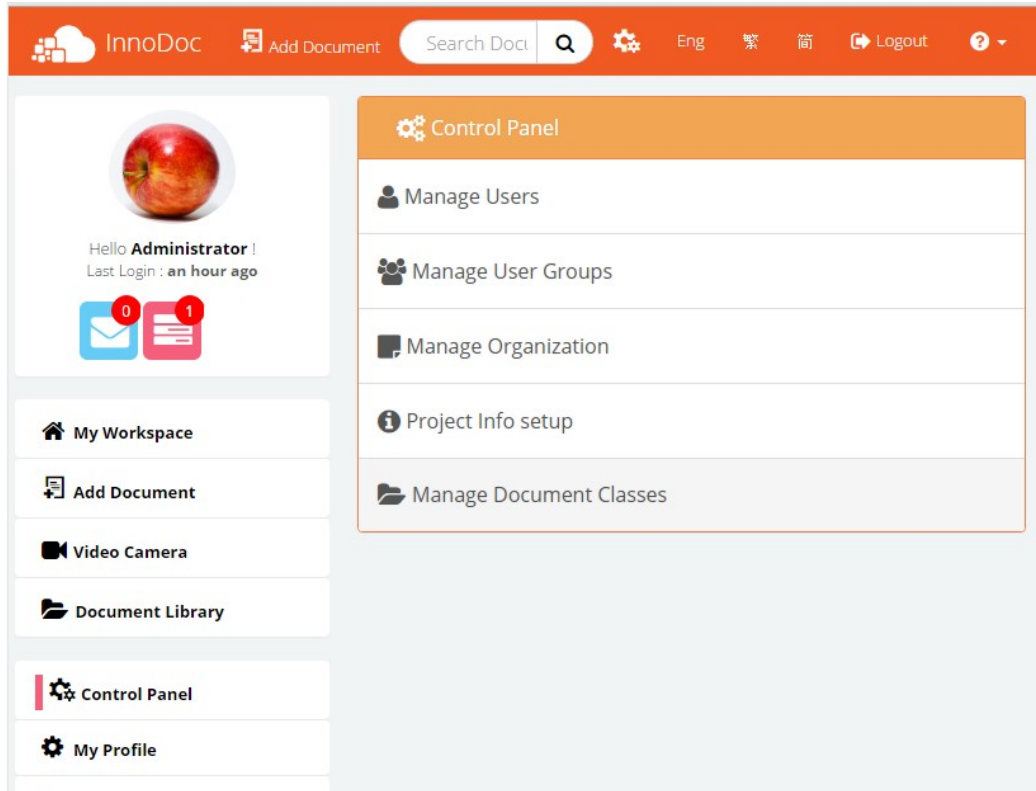 InnoDoc
Add Document
Search Docu
Eng
繁
简
Logout
Hello Administrator !
Last Login : an hour ago
0
1
My Workspace
Add Document
Video Camera
Document Library
Control Panel
My Profile
Control Panel
Manage Users
Manage User Groups
Manage Organization
Project Info setup
Manage Document Classes